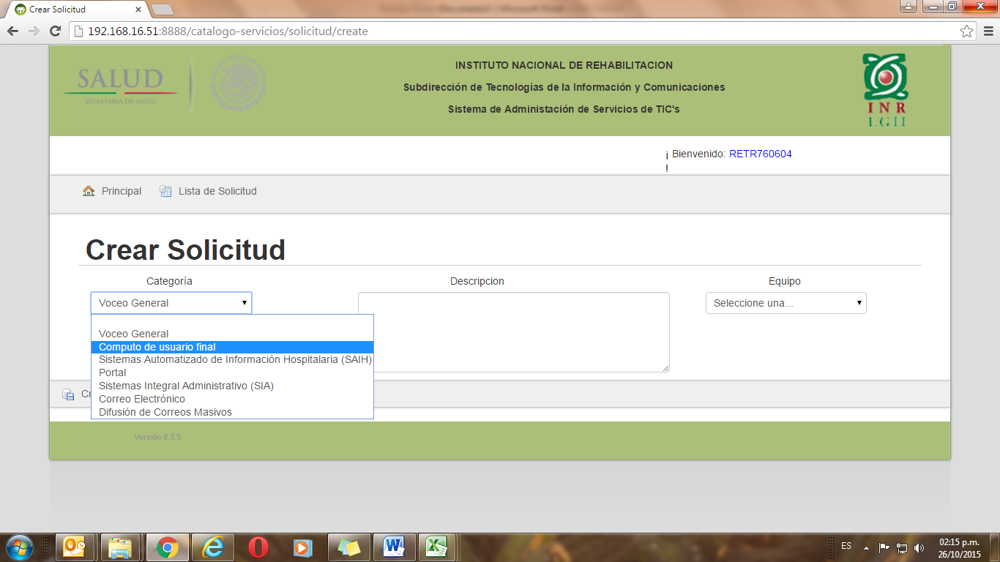 Crear Solicitud
192.168.16.51:8888/catalogo-servicios/solicitud/create
SALUD
SECRETARÍA DE SALUD
INSTITUTO NACIONAL DE REHABILITACION
Subdirección de Tecnologías de la Información y Comunicaciones
Sistema de Administación de Servicios de TIC's
INR
LGII
¡ Bienvenido: RETR760604
!
Principal
Lista de Solicitud
Crear Solicitud
Categoría
Descripcion
Equipo
Voceo General
Seleccione una...
Voceo General
Computo de usuario final
Sistemas Automatizado de Información Hospitalaria (SAIH)
Portal
Sistemas Integral Administrativo (SIA)
Correo Electrónico
Difusión de Correos Masivos
Versión 0.3.5
ES
02:15 p.m.
26/10/2015